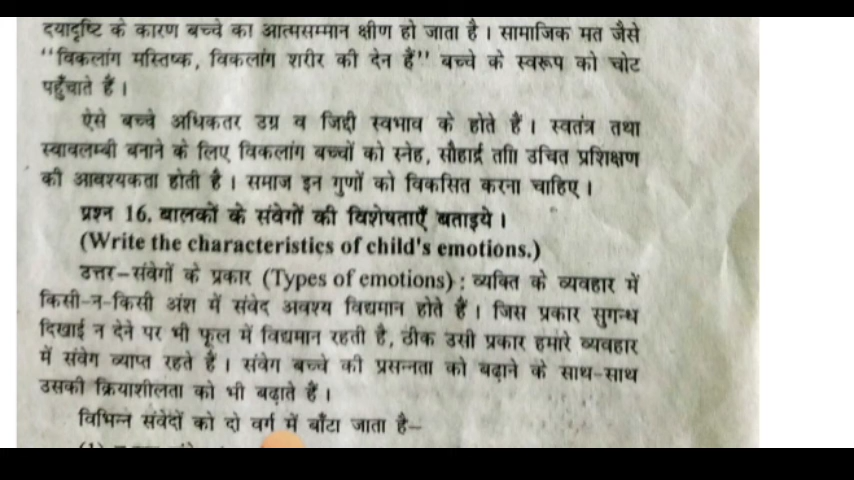 दयादृष्टि के कारण बच्चे का आत्मसम्मान क्षीण हो जाता है । सामाजिक मत जैसे
"विकलांग मस्तिष्क, विकलांग शरीर की देन हैं" बच्चे के स्वरूप को चोट
पहुँचाते हैं ।
ऐसे बच्चे अधिकतर उग्र व जिद्दी स्वभाव के होते हैं । स्वतंत्र तथा
स्वावलम्बी बनाने के लिए विकलांग बच्चों को स्नेह, सौहार्द्र ताि उचित प्रशिक्षण
की आवश्यकता होती है । समाज इन गुणों को विकसित करना चाहिए ।
प्रश्न 16. बालकों के संवेगों की विशेषताएँ बताइये ।
(Write the characteristics of child's emotions.)
उत्तर–संवेगों के प्रकार (Types of emotions) : व्यक्ति के व्यवहार में
किसी-न-किसी अंश में संवेद अवश्य विद्यमान होते हैं । जिस प्रकार सुगन्ध
दिखाई न देने पर भी फूल में विद्यमान रहती है, ठीक उसी प्रकार हमारे व्यवहार
में संवेग व्याप्त रहते हैं । संवेग बच्चे की प्रसन्नता को बढ़ाने के साथ-साथ
उसकी क्रियाशीलता को भी बढ़ाते हैं ।
विभिन्न संवेदों को दो वर्ग में बाँटा जाता है–